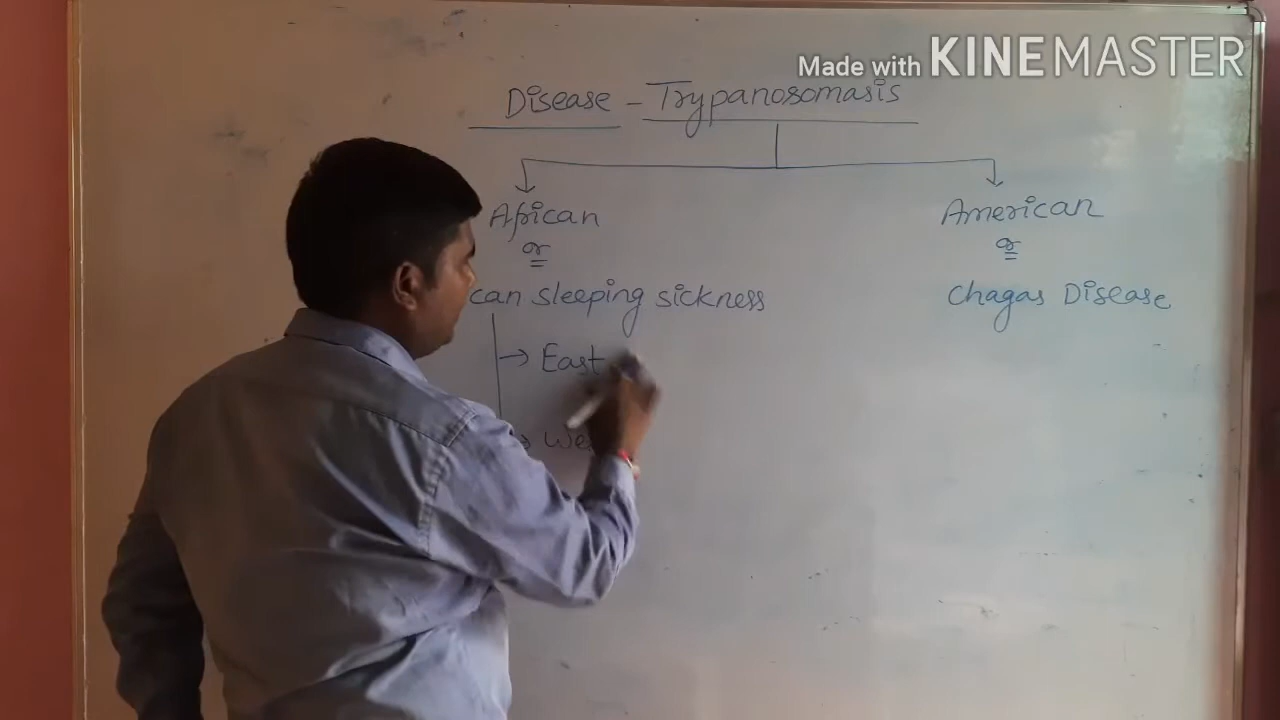 Made with KINEMASTER
Disease - Trypanosomasis
African
American
or
or
can sleeping sickness
Chagas Disease
→ East